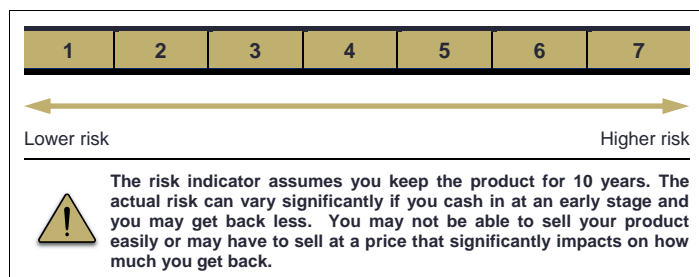 1 2 3 4 5 6 7
Lower risk Higher risk
The risk indicator assumes you keep the product for 10 years. The
actual risk can vary significantly if you cash in at an early stage and
you may get back less. You may not be able to sell your product
easily or may have to sell at a price that significantly impacts on how
much you get back.